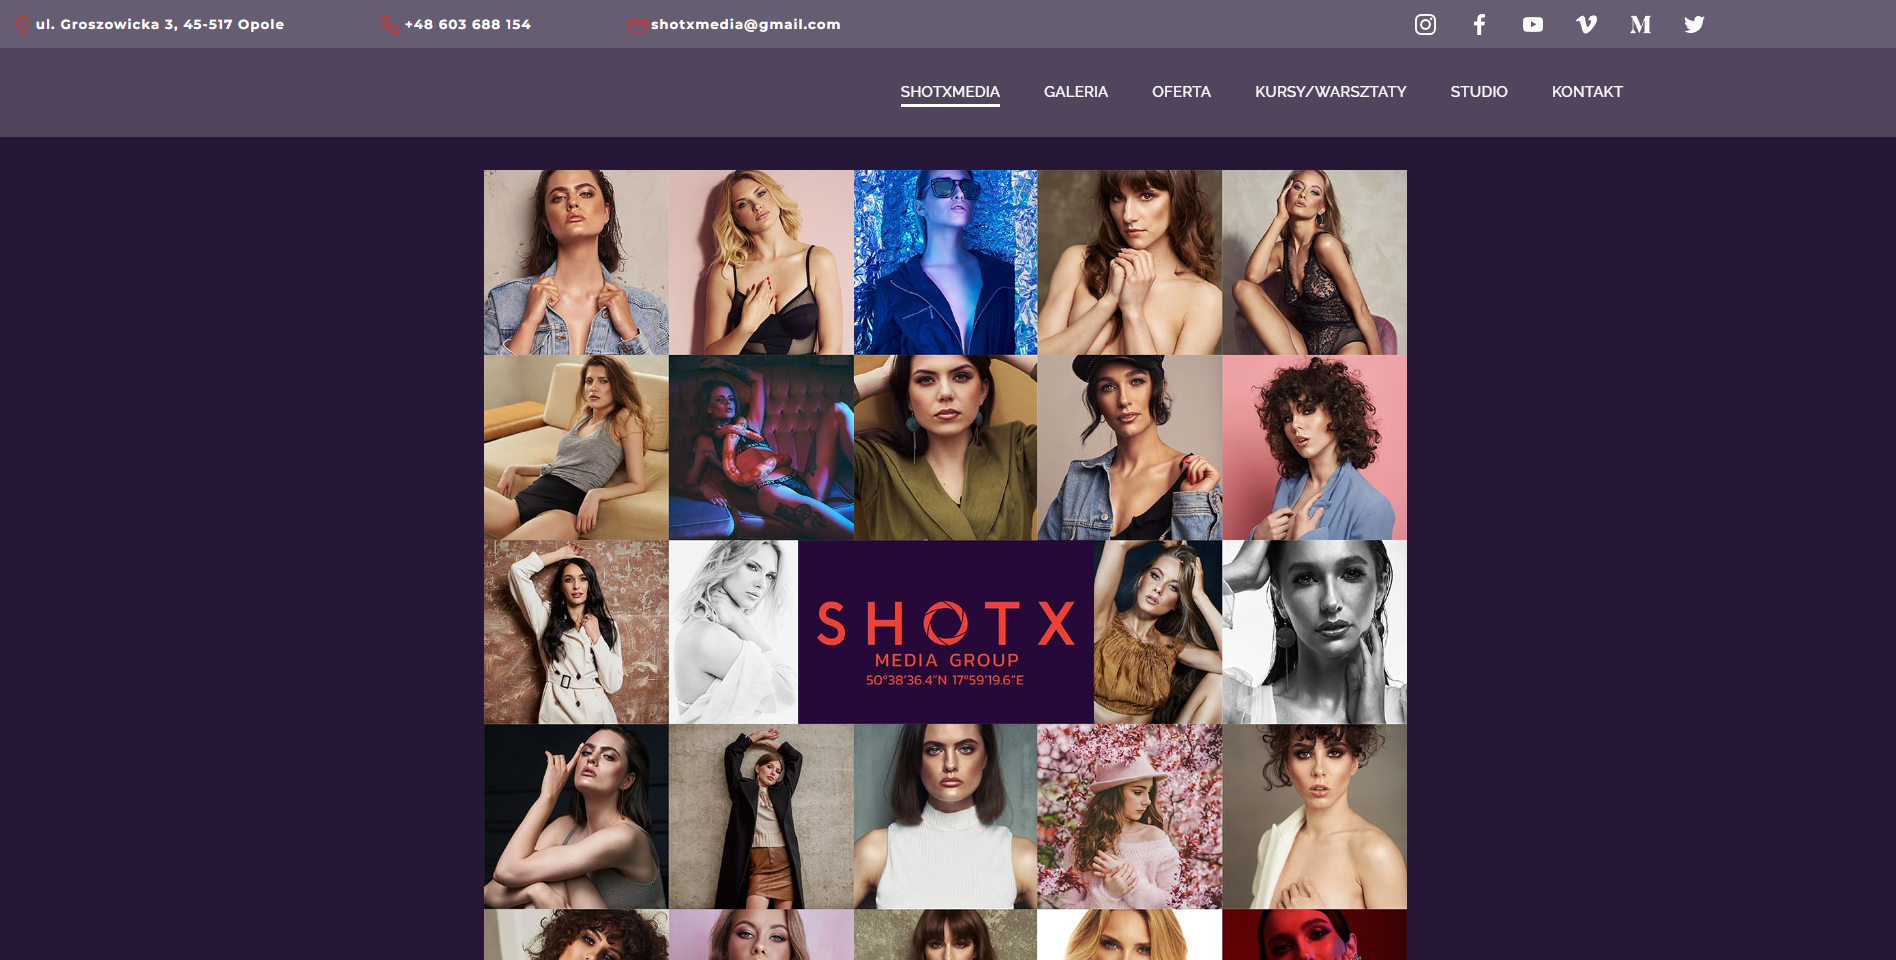 ul. Groszowicka 3, 45-517 Opole
+48 603 688 154
shotxmedia@gmail.com
SHOTXMEDIA
GALERIA
OFERTA
KURSY/WARSZTATY
STUDIO
KONTAKT
SHOTX
MEDIA GROUP
50°38'36.4"N 17°59'19.6"E